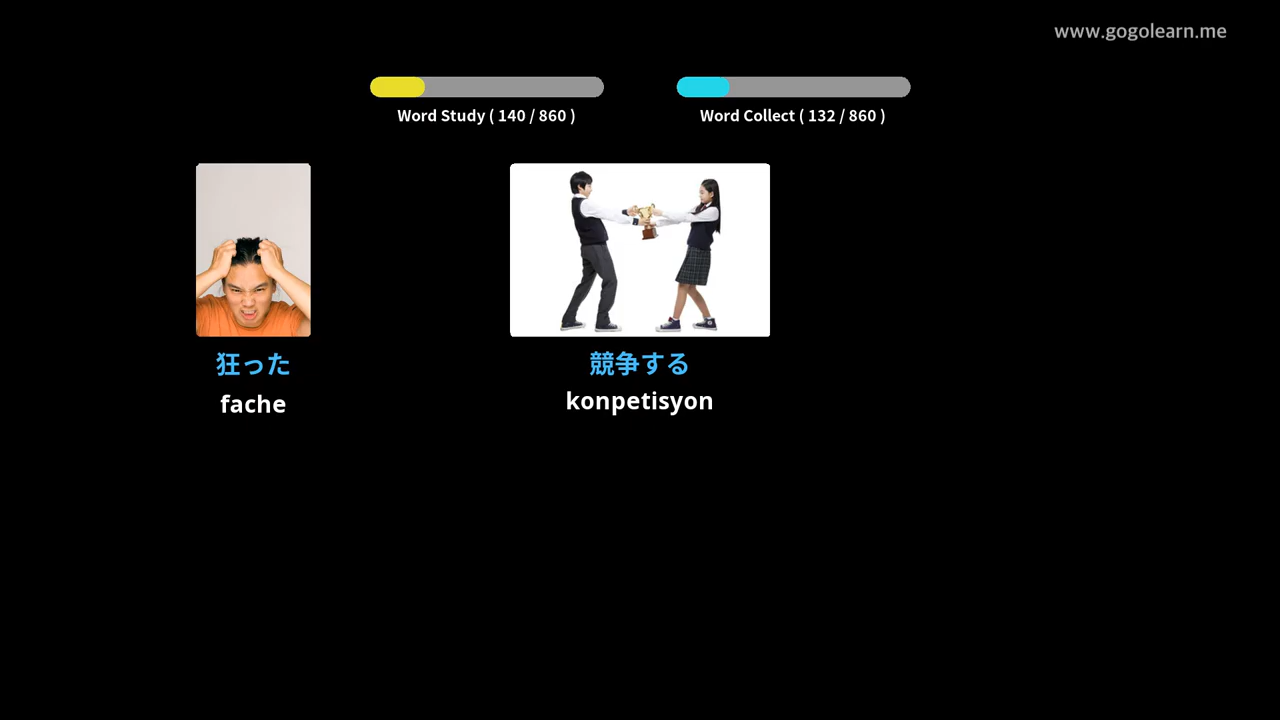 www.gogolearn.me
Word Study ( 140 / 860 )
Word Collect ( 132 / 860 )
狂った
fache
競争する
konpetisyon